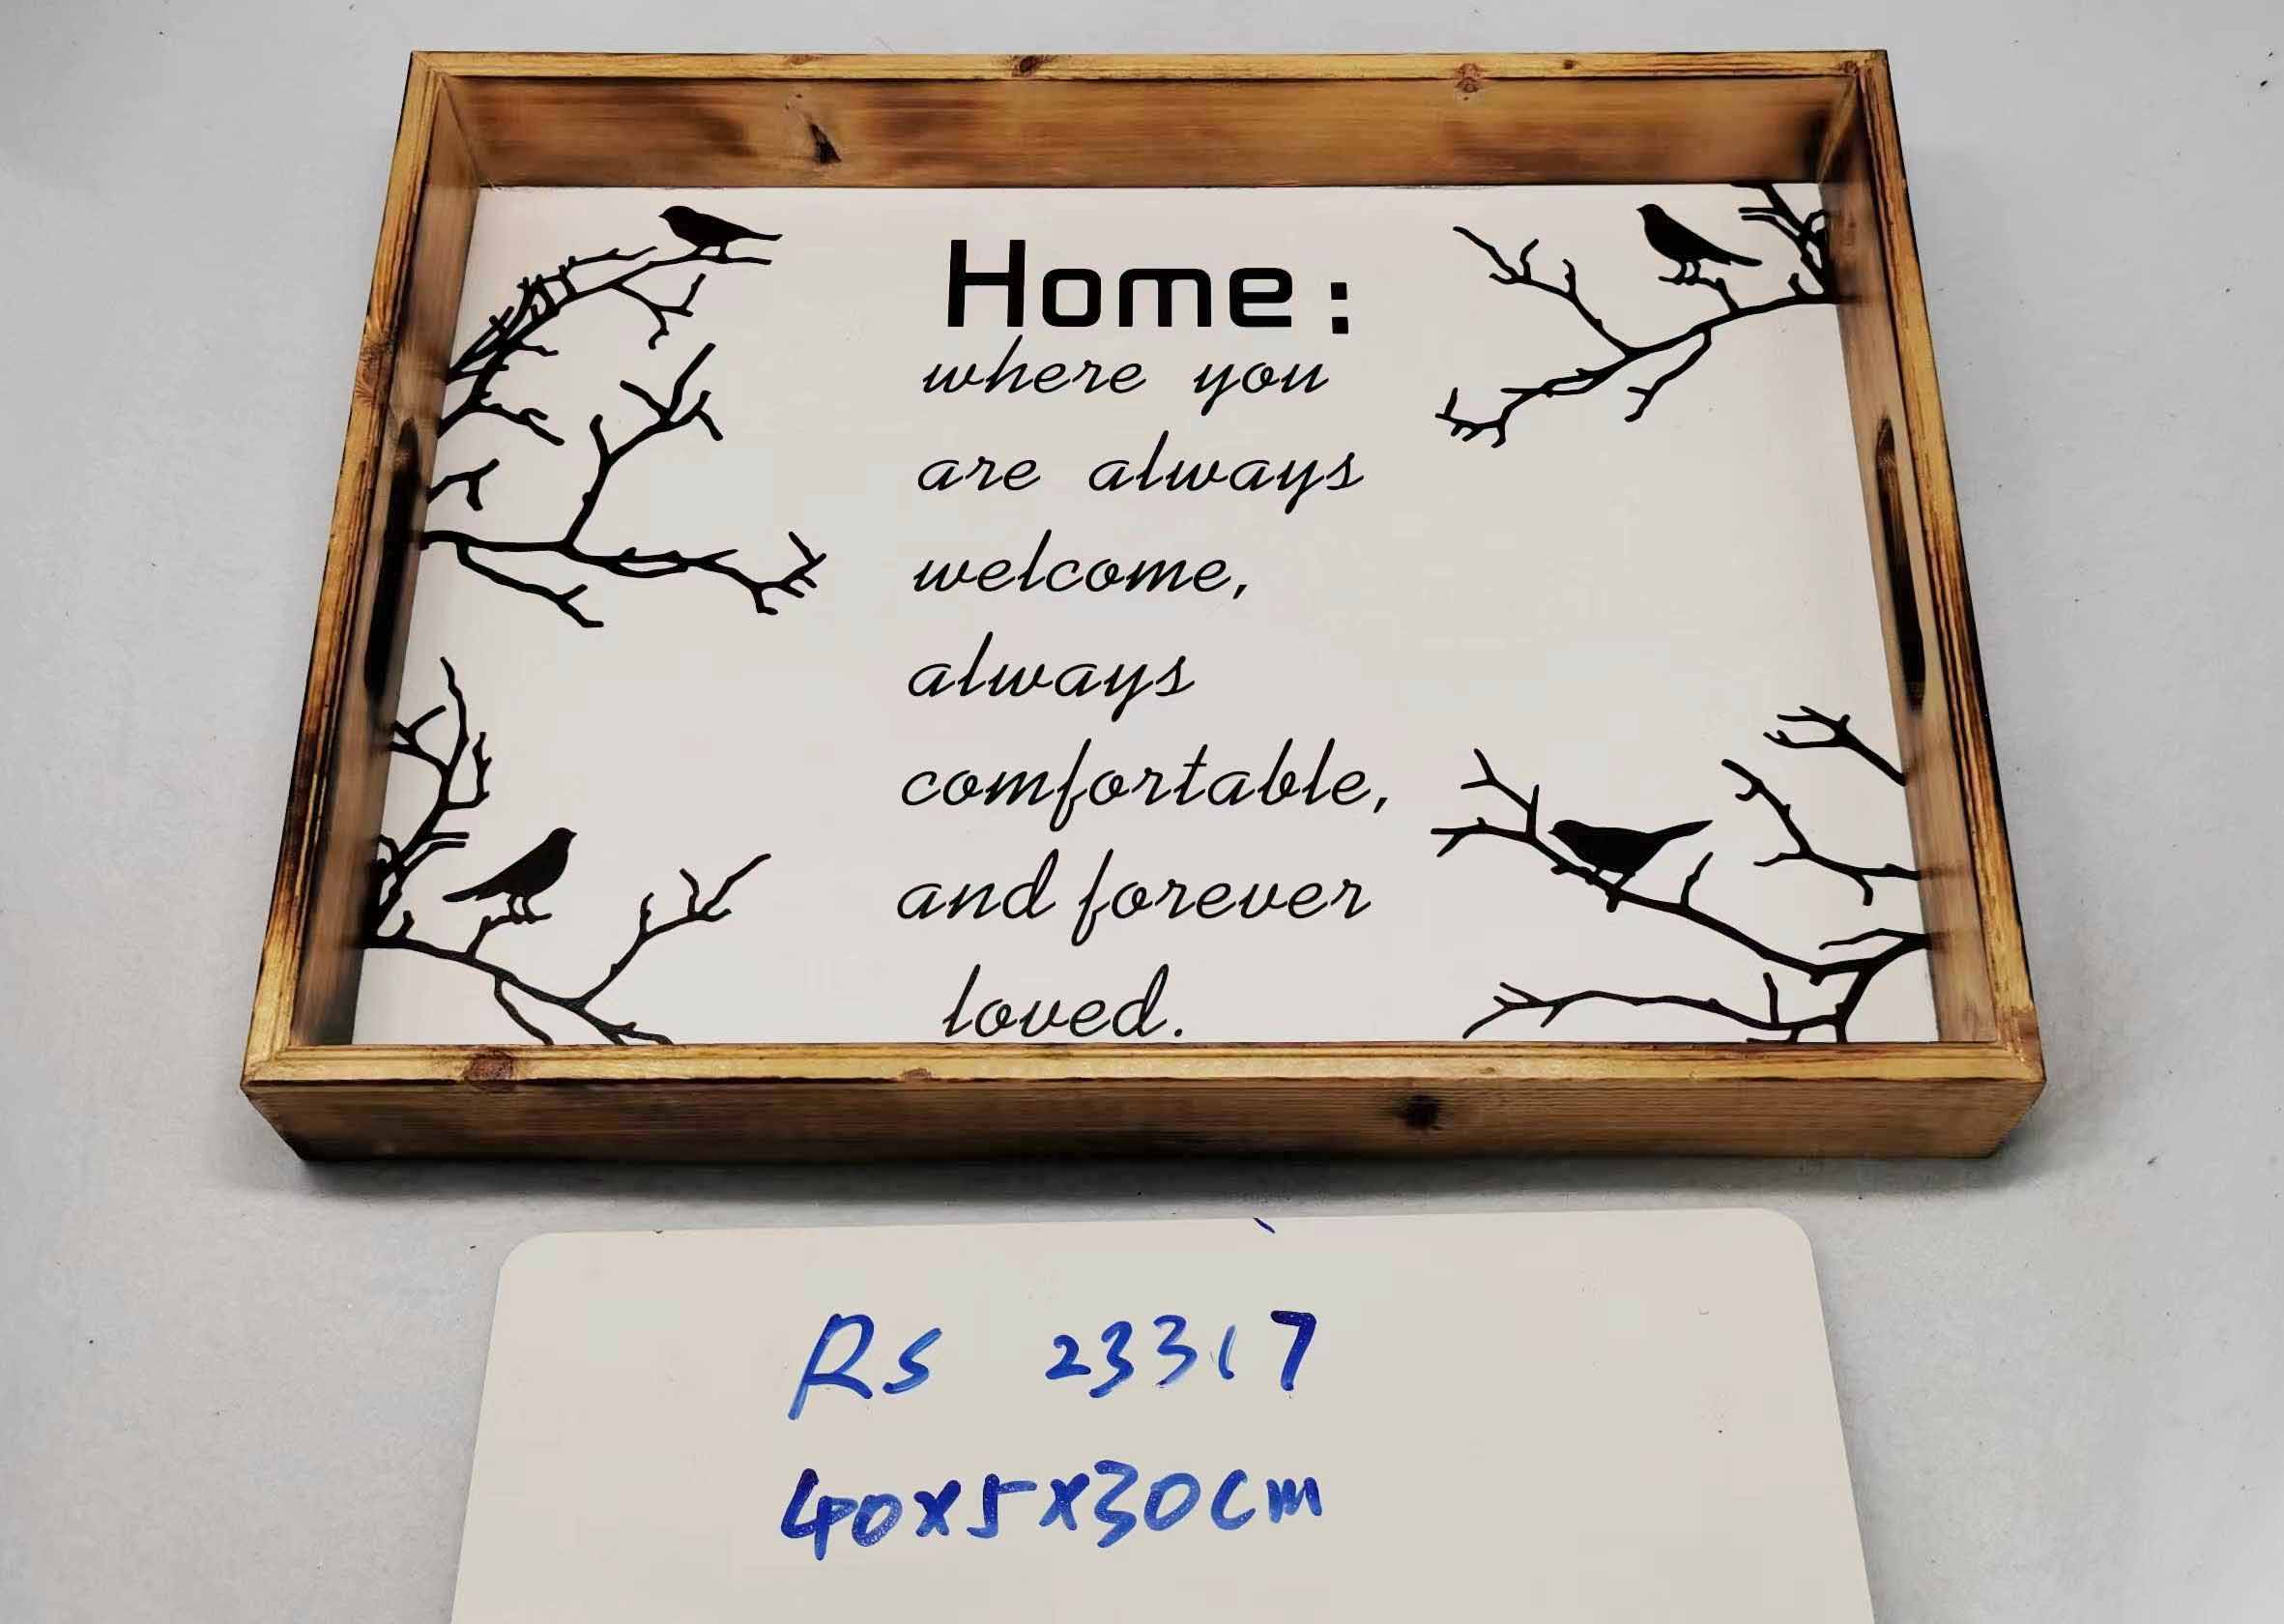 Home:
where you
are always
welcome,
always
comfortable,
and forever
loved.
RS 23317
40x5x30cm